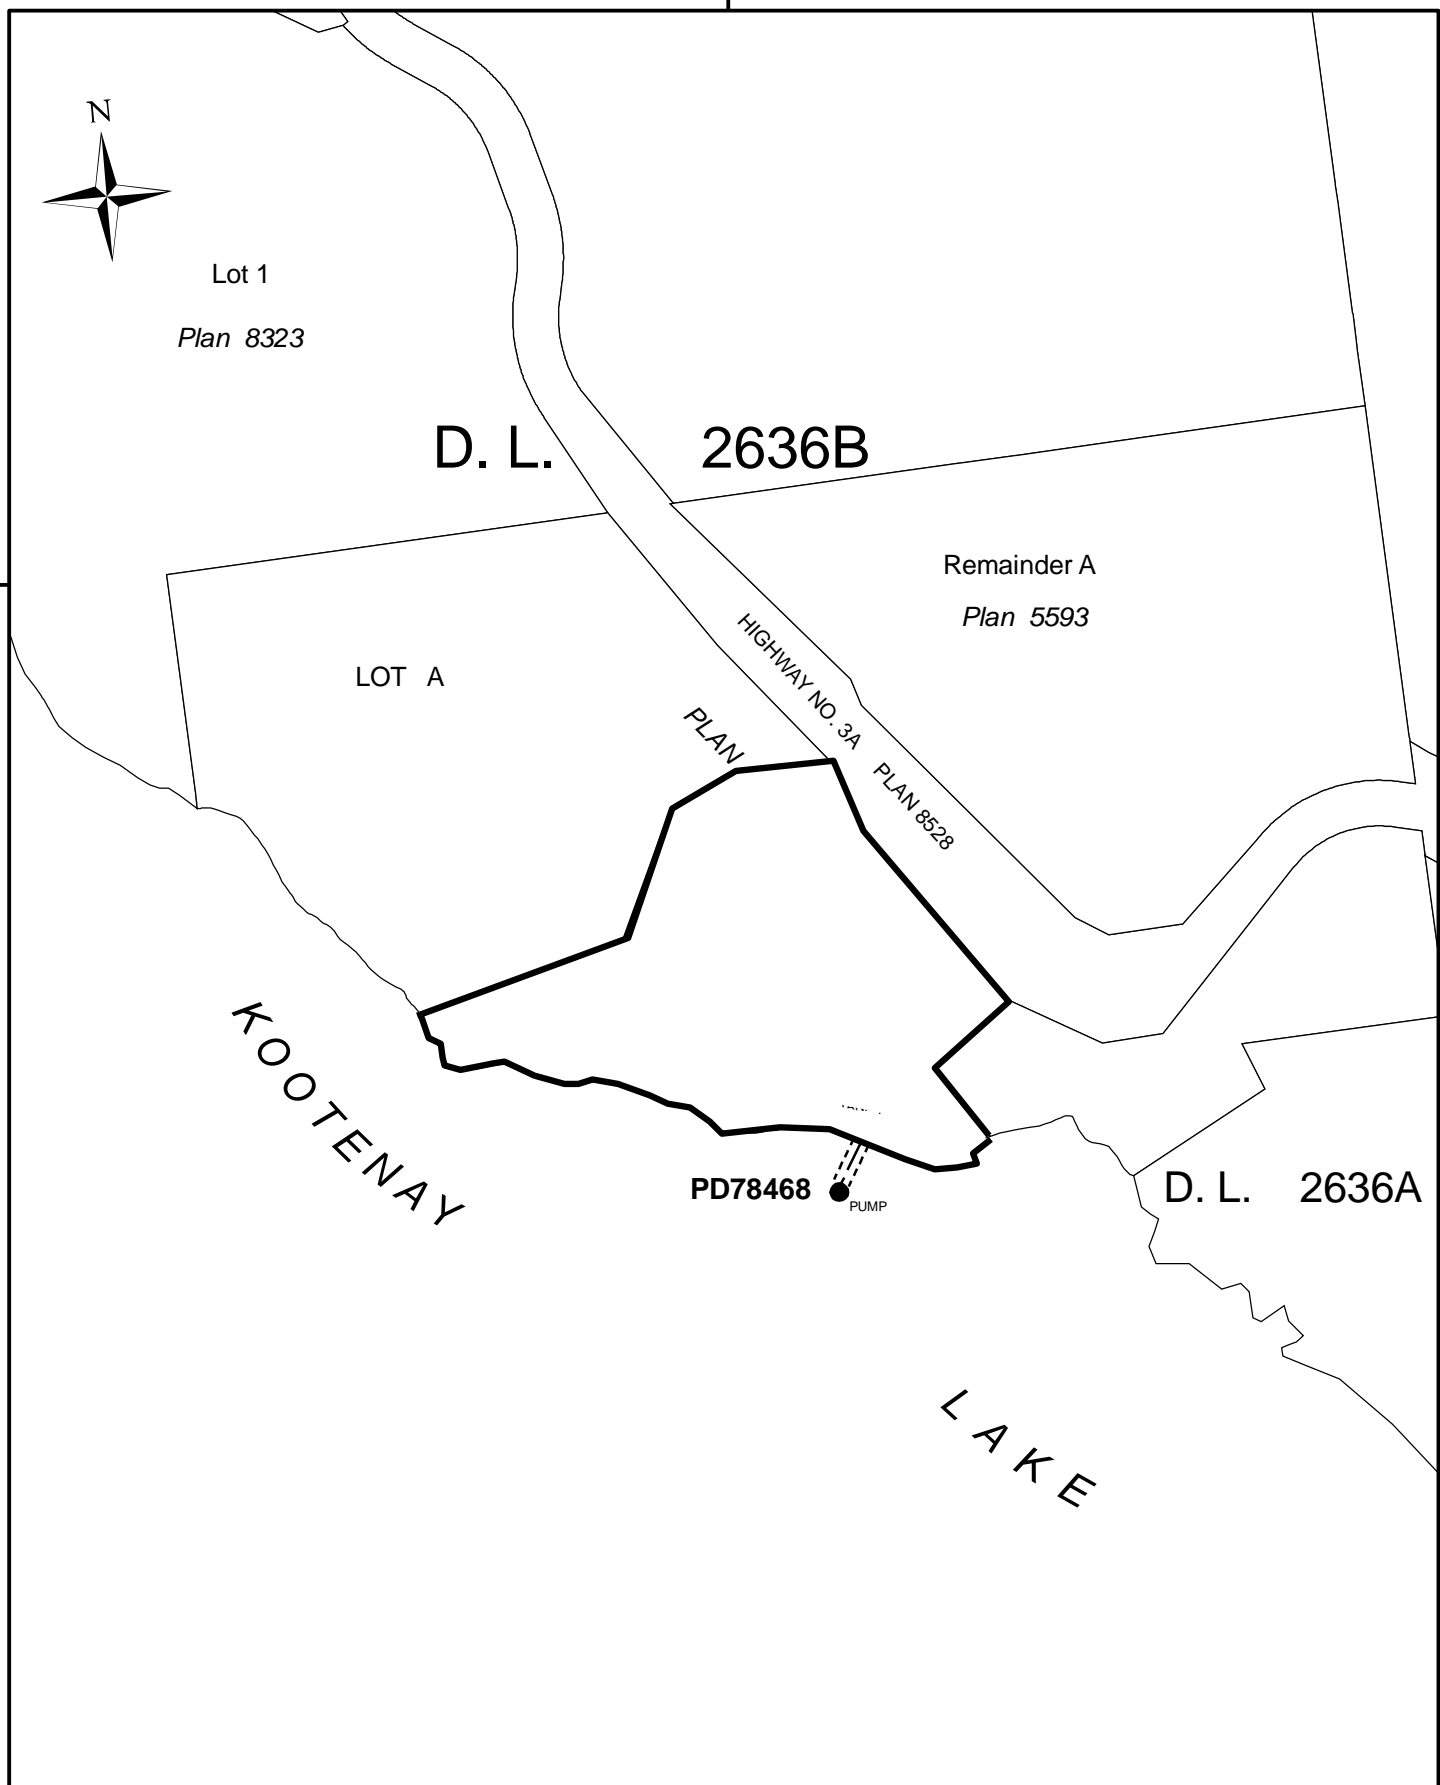 N
Lot 1
Plan 8323
D. L. 2636B
Remainder A
Plan 5593
LOT A
HIGHWAY NO. 3A PLAN 8528
PLAN
KOOTENAY
PD78468
PUMP
D. L. 2636A
LAKE